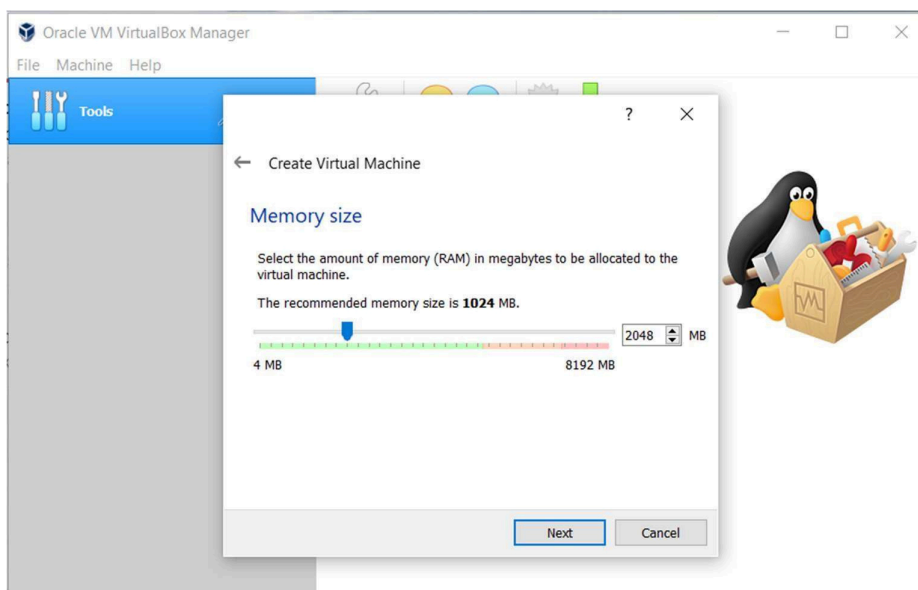 Oracle VM VirtualBox Manager
File Machine Help
Tools
?
Create Virtual Machine
Memory size
Select the amount of memory (RAM) in megabytes to be allocated to the
virtual machine.
The recommended memory size is 1024 MB.
2048 MB
4 MB 8192 MB
Next Cancel